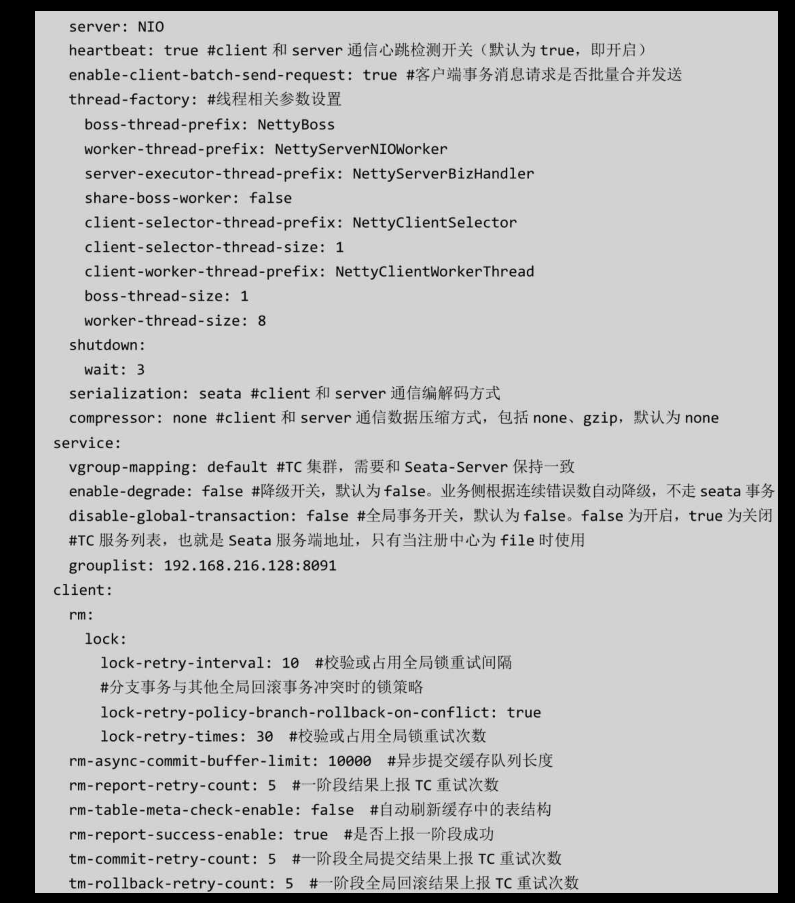 server: NIO
heartbeat: true #client 和 server 通信心跳检测开关（默认为 true，即开启）
enable-client-batch-send-request: true #客户端事务消息请求是否批量合并发送
thread-factory: #线程相关参数设置
boss-thread-prefix: NettyBoss
worker-thread-prefix: NettyServerNIOWorker
server-executor-thread-prefix: NettyServerBizHandler
share-boss-worker: false
client-selector-thread-prefix: NettyClientSelector
client-selector-thread-size: 1
client-worker-thread-prefix: NettyClientWorkerThread
boss-thread-size: 1
worker-thread-size: 8
shutdown:
wait: 3
serialization: seata #client 和 server 通信编解码方式
compressor: none #client 和 server 通信数据压缩方式，包括 none、gzip，默认为 none
service:
vgroup-mapping: default #TC 集群，需要和 Seata-Server 保持一致
enable-degrade: false #降级开关，默认为 false。业务侧根据连续错误数自动降级，不走 seata 事务
disable-global-transaction: false #全局事务开关，默认为 false。false 为开启，true 为关闭
#TC 服务列表，也就是 Seata 服务端地址，只有当注册中心为 file 时使用
grouplist: 192.168.216.128:8091
client:
rm:
lock:
lock-retry-interval: 10 #校验或占用全局锁重试间隔
#分支事务与其他全局回滚事务冲突时的锁策略
lock-retry-policy-branch-rollback-on-conflict: true
lock-retry-times: 30 #校验或占用全局锁重试次数
rm-async-commit-buffer-limit: 10000 #异步提交缓存队列长度
rm-report-retry-count: 5 #一阶段结果上报 TC 重试次数
rm-table-meta-check-enable: false #自动刷新缓存中的表结构
rm-report-success-enable: true #是否上报一阶段成功
tm-commit-retry-count: 5 #一阶段全局提交结果上报 TC 重试次数
tm-rollback-retry-count: 5 #一阶段全局回滚结果上报 TC 重试次数